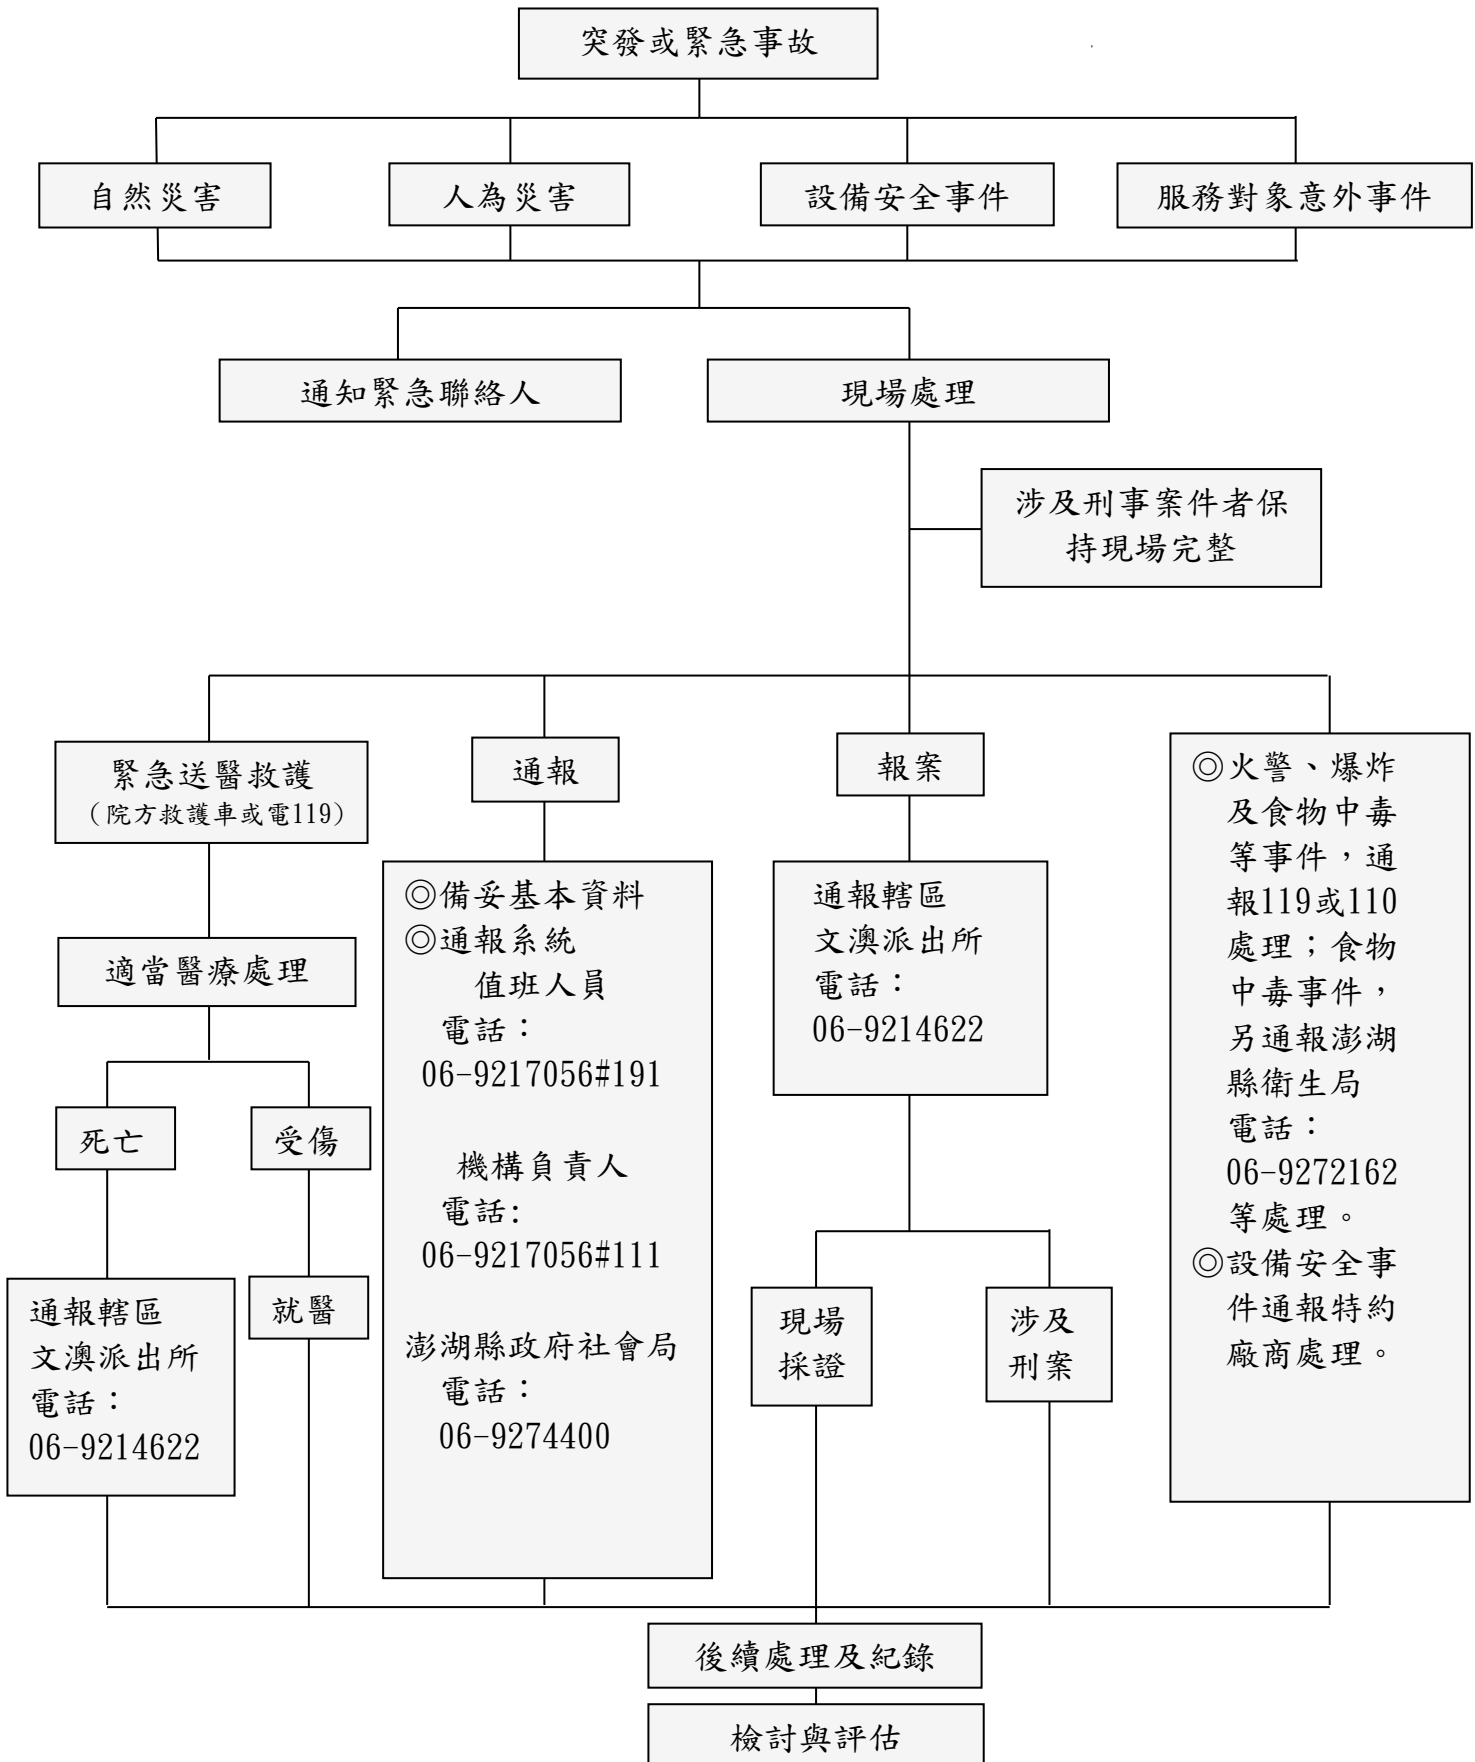 突發或緊急事故
自然災害
人為災害
設備安全事件
服務對象意外事件
通知緊急聯絡人
現場處理
涉及刑事案件者保
持現場完整
緊急送醫救護
（院方救護車或電119）
適當醫療處理
死亡
受傷
通報轄區
文澳派出所
電話：
06-9214622
就醫
通報
◎備妥基本資料
◎通報系統
值班人員
電話：
06-9217056#191
機構負責人
電話:
06-9217056#111
澎湖縣政府社會局
電話：
06-9274400
報案
通報轄區
文澳派出所
電話：
06-9214622
現場
採證
涉及
刑案
◎火警、爆炸
及食物中毒
等事件，通
報119或110
處理；食物
中毒事件，
另通報澎湖
縣衛生局
電話：
06-9272162
等處理。
◎設備安全事
件通報特約
廠商處理。
後續處理及紀錄
檢討與評估